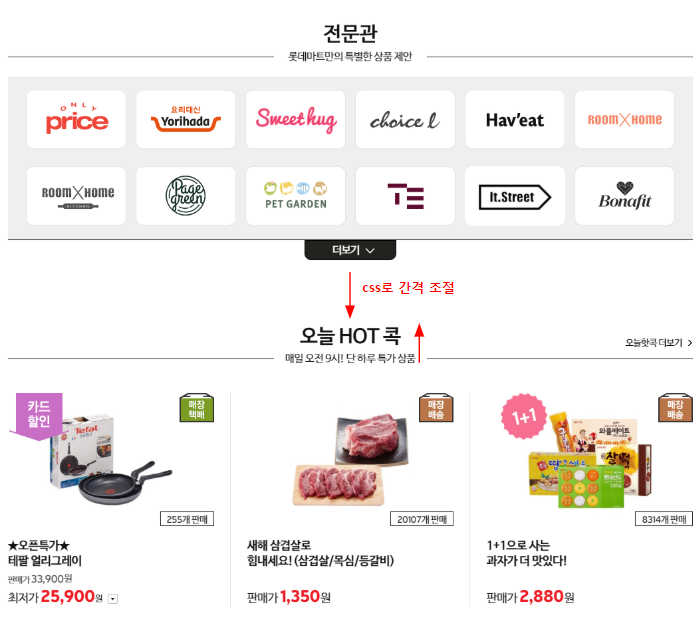 전문관
롯데마트만의 특별한 상품 제안
ONLY
price
요리대신
Yorihada
Sweet hug
choice l
Hav'eat
ROOM X HOME
ROOM X HOME
KITCHEN
Page green
PET GARDEN
TE
It.Street
Bonafit
더보기
css로 간격 조절
오늘 HOT 콕
매일 오전 9시! 단 하루 특가 상품
오늘핫콕 더보기 >
카드
할인
매장
택배
Tefal
255개 판매
★오픈특가★
테팔 얼리그레이
판매가 33,900원
최저가 25,900원
매장
배송
20107개 판매
새해 삼겹살로
힘내세요! (삼겹살/목심/등갈비)
판매가 1,350원
1+1
매장
배송
와플메이트
찰떡
8314개 판매
1+1으로 사는
과자가 더 맛있다!
판매가 2,880원